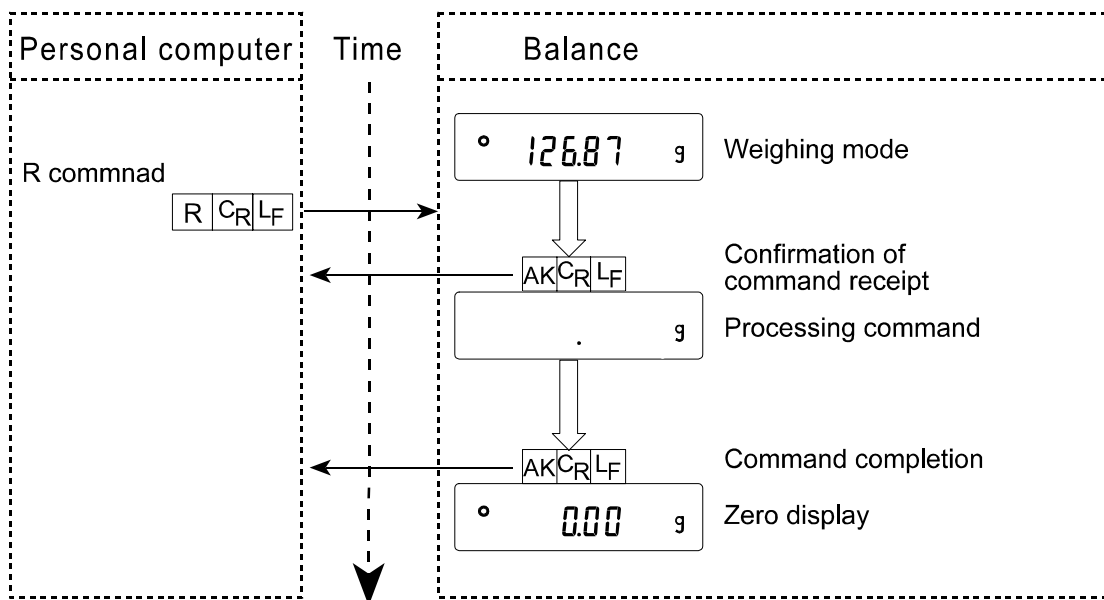 Personal computer
Time
Balance
126.87 g
Weighing mode
R commnad
R CR LF
AK CR LF
Confirmation of
command receipt
. g
Processing command
AK CR LF
Command completion
0.00 g
Zero display